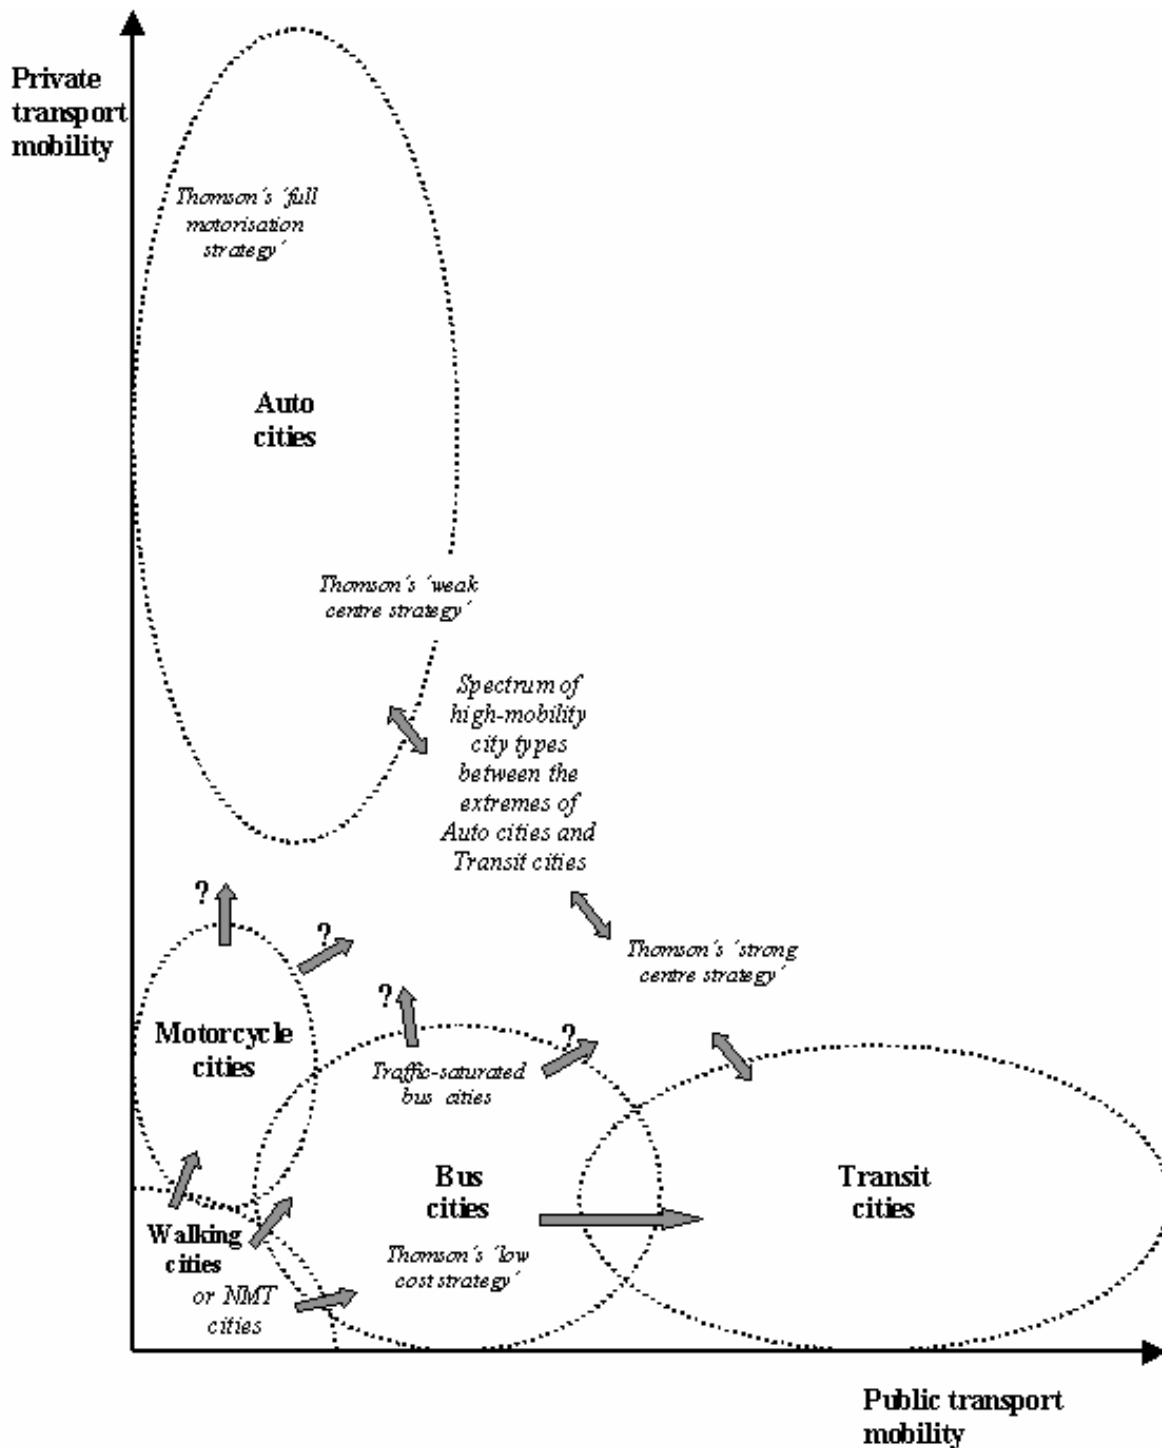 Private
transport
mobility
Thomson's 'full
motorisation
strategy'
Auto
cities
Thomson's 'weak
centre strategy'
Spectrum of
high-mobility
city types
between the
extremes of
Auto cities and
Transit cities
?
?
Thomson's 'strong
centre strategy'
?
?
Motorcycle
cities
Traffic-saturated
bus cities
Bus
cities
Transit
cities
Walking
cities
or NMT
cities
Thomson's 'low
cost strategy'
Public transport
mobility